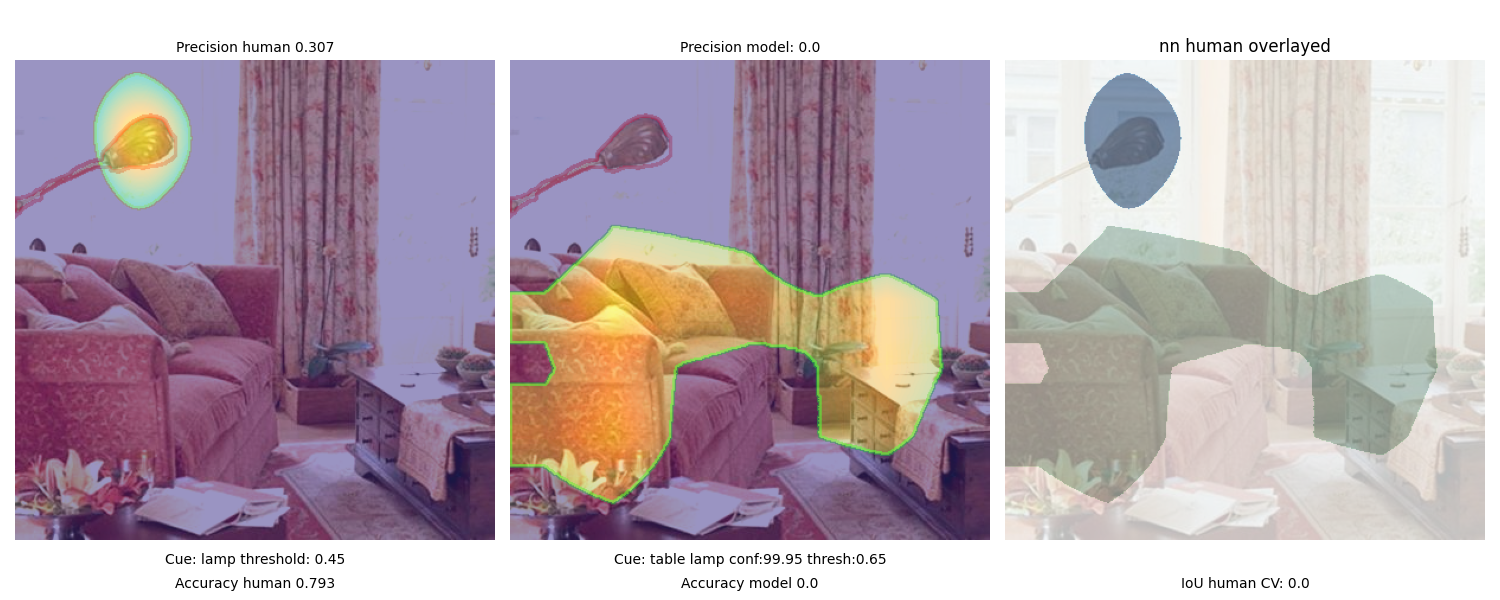 Precision human 0.307
Precision model: 0.0
nn human overlayed
Cue: lamp threshold: 0.45
Accuracy human 0.793
Cue: table lamp conf:99.95 thresh:0.65
Accuracy model 0.0
IoU human CV: 0.0